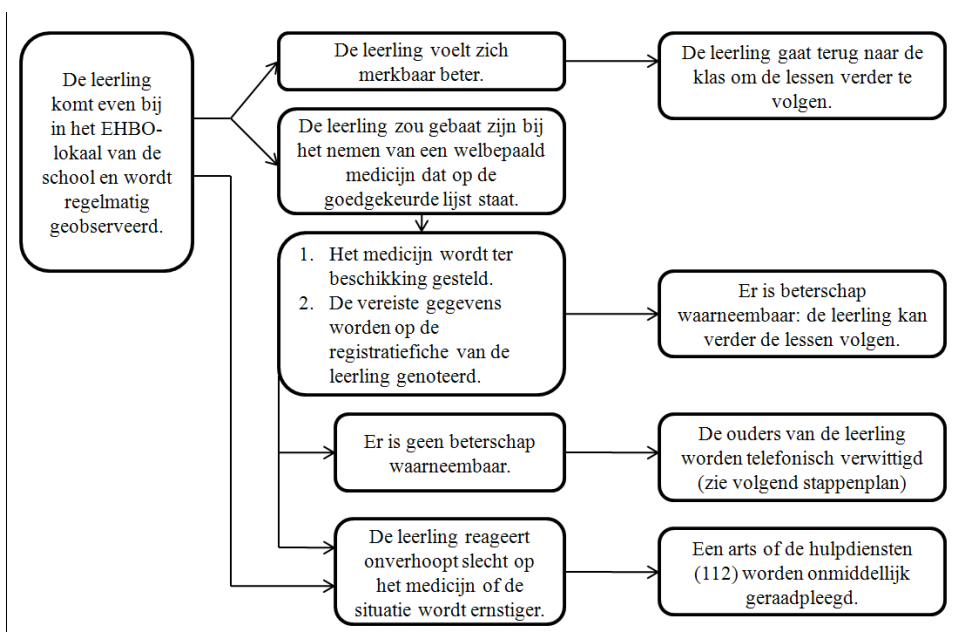 De leerling
komt even bij
in het EHBO-
lokaal van de
school en wordt
regelmatig
geobserveerd.
De leerling voelt zich
merkbaar beter.
De leerling gaat terug naar de
klas om de lessen verder te
volgen.
De leerling zou gebaat zijn bij
het nemen van een welbepaald
medicijn dat op de
goedgekeurde lijst staat.
1. Het medicijn wordt ter
beschikking gesteld.
2. De vereiste gegevens
worden op de
registratiefiche van de
leerling genoteerd.
Er is beterschap
waarneembaar: de leerling kan
verder de lessen volgen.
Er is geen beterschap
waarneembaar.
De ouders van de leerling
worden telefonisch verwittigd
(zie volgend stappenplan)
De leerling reageert
onverhoopt slecht op
het medicijn of de
situatie wordt ernstiger.
Een arts of de hulpdiensten
(112) worden onmiddellijk
geraadpleegd.